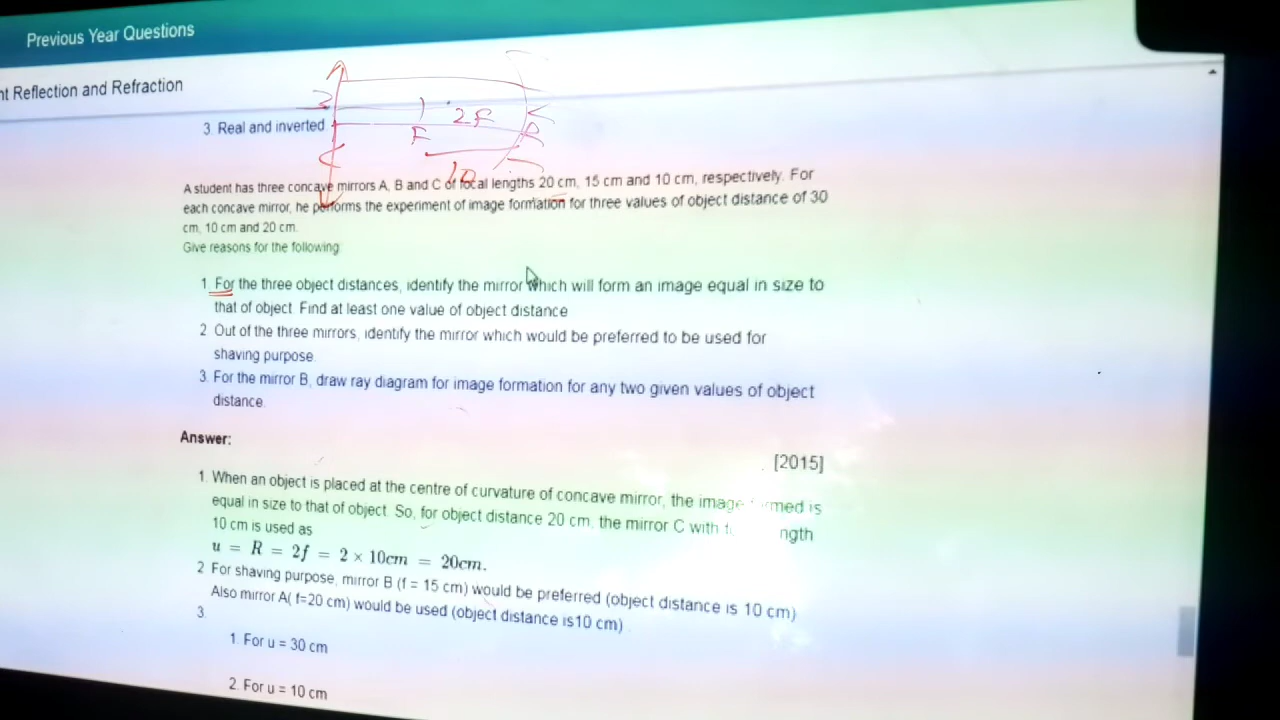 Previous Year Questions
nt Reflection and Refraction
3. Real and inverted
F
2F
10
A student has three concave mirrors A, B and C of focal lengths 20 cm, 15 cm and 10 cm, respectively. For
each concave mirror, he performs the experiment of image formation for three values of object distance of 30
cm, 10 cm and 20 cm.
Give reasons for the following
1. For the three object distances, identify the mirror which will form an image equal in size to
that of object. Find at least one value of object distance
2 Out of the three mirrors, identify the mirror which would be preferred to be used for
shaving purpose.
3. For the mirror B, draw ray diagram for image formation for any two given values of object
distance.
Answer:
[2015]
1. When an object is placed at the centre of curvature of concave mirror, the image formed is
equal in size to that of object. So, for object distance 20 cm, the mirror C with ngth
10 cm is used as
u = R = 2f = 2 × 10cm = 20cm.
2 For shaving purpose, mirror B (f = 15 cm) would be preferred (object distance is 10 cm)
Also mirror A( f=20 cm) would be used (object distance is10 cm)
3.
1. For u = 30 cm
2. For u = 10 cm